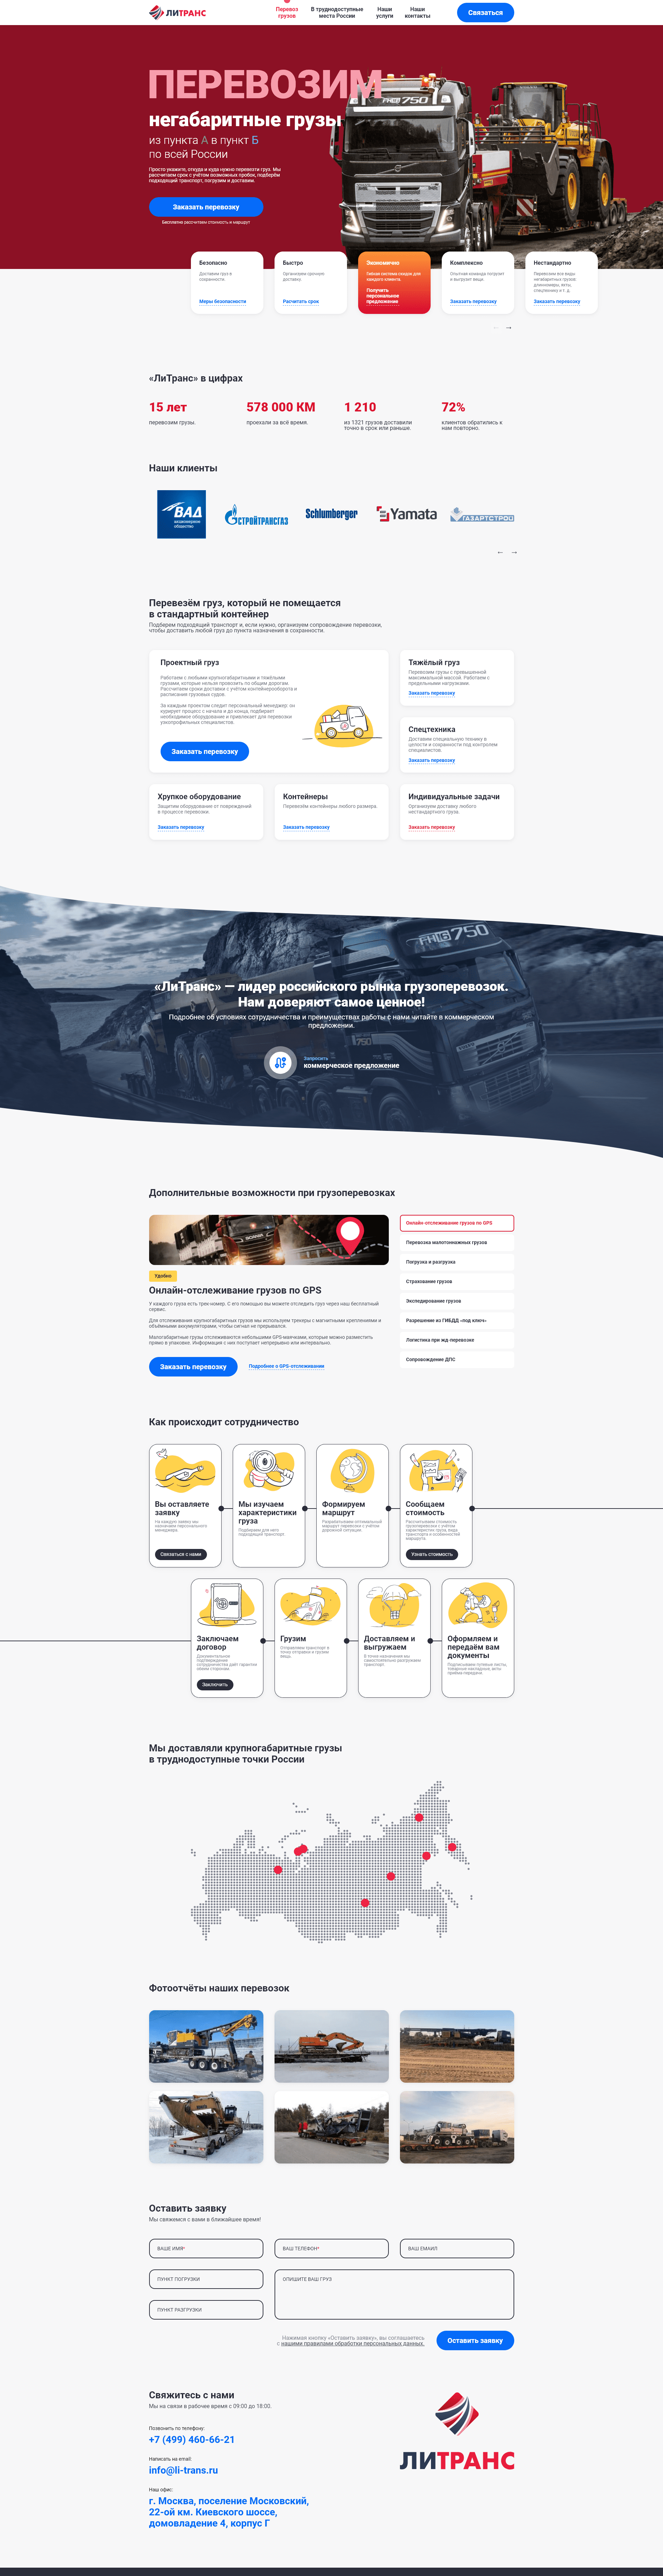 ЛИТРАНС
Перевоз грузов
В труднодоступные места России
Наши услуги
Наши контакты
Связаться
ПЕРЕВОЗИМ
негабаритные грузы
из пункта А в пункт Б
по всей России
Просто укажите, откуда и куда нужно перевезти груз. Мы
рассчитаем срок с учётом возможных пробок, подберём
подходящий транспорт, погрузим и доставим.
Заказать перевозку
Бесплатно рассчитаем стоимость и маршрут
Безопасно
Доставим груз в
сохранности.
Меры безопасности
Быстро
Организуем срочную
доставку.
Расчитать срок
Экономично
Гибкая система скидок для
каждого клиента.
Получить
персональное
предложение
Комплексно
Опытная команда погрузит
и выгрузит вещи.
Заказать перевозку
Нестандартно
Перевозим все виды
негабаритных грузов:
длинномеры, яхты,
спецтехнику и т. д.
Заказать перевозку
← →
«ЛиТранс» в цифрах
15 лет
перевозим грузы.
578 000 КМ
проехали за всё время.
1 210
из 1321 грузов доставили
точно в срок или раньше.
72%
клиентов обратились к
нам повторно.
Наши клиенты
ВАД
СТРОЙТРАНСГАЗ
Schlumberger
Yamata
ГАЗАРТСТРОЙ
← →
Перевезём груз, который не помещается
в стандартный контейнер
Подберем подходящий транспорт и, если нужно, организуем сопровождение перевозки,
чтобы доставить любой груз до пункта назначения в сохранности.
Проектный груз
Работаем с любыми крупногабаритными и тяжёлыми
грузами, которые нельзя провозить по общим дорогам.
Рассчитаем сроки доставки с учётом контейнерооборота и
расписания грузовых судов.
За каждым проектом следит персональный менеджер: он
курирует процесс с начала и до конца, подбирает
необходимое оборудование и привлекает для перевозки
узкопрофильных специалистов.
Заказать перевозку
Тяжёлый груз
Перевозим грузы с превышенной
максимальной массой. Работаем с
предельными нагрузками.
Заказать перевозку
Спецтехника
Доставим специальную технику в
целости и сохранности под контролем
специалистов.
Заказать перевозку
Хрупкое оборудование
Защитим оборудование от повреждений
в процессе перевозки.
Заказать перевозку
Контейнеры
Перевезём контейнеры любого размера.
Заказать перевозку
Индивидуальные задачи
Организуем доставку любого
нестандартного груза.
Заказать перевозку
«ЛиТранс» — лидер российского рынка грузоперевозок.
Нам доверяют самое ценное!
Подробнее об условиях сотрудничества и преимуществах работы с нами читайте в коммерческом
предложении.
Запросить
коммерческое предложение
Дополнительные возможности при грузоперевозках
Удобно
Онлайн-отслеживание грузов по GPS
У каждого груза есть трек-номер. С его помощью вы можете отследить груз через наш бесплатный
сервис.
Для отслеживания крупногабаритных грузов мы используем трекеры с магнитными креплениями и
объёмными аккумуляторами, чтобы сигнал не прерывался.
Малогабаритные грузы отслеживаются небольшими GPS-маячками, которые можно разместить
прямо в упаковке. Информация с них поступает непрерывно или интервально.
Заказать перевозку
Подробнее о GPS-отслеживании
Онлайн-отслеживание грузов по GPS
Перевозка малотоннажных грузов
Погрузка и разгрузка
Страхование грузов
Экспедирование грузов
Разрешение из ГИБДД «под ключ»
Логистика при жд-перевозке
Сопровождение ДПС
Как происходит сотрудничество
Вы оставляете
заявку
На каждую заявку мы
назначаем персонального
менеджера.
Связаться с нами
Мы изучаем
характеристики
груза
Подбираем для него
подходящий транспорт.
Формируем
маршрут
Разрабатываем оптимальный
маршрут перевозки с учётом
дорожной ситуации.
Сообщаем
стоимость
Рассчитываем стоимость
грузоперевозки с учётом
характеристик груза, вида
транспорта и особенностей
маршрута.
Узнать стоимость
Заключаем
договор
Документальное
подтверждение
сотрудничества даёт гарантии
обеим сторонам.
Заключить
Грузим
Отправляем транспорт в
точку отправки и грузим
вещь.
Доставляем и
выгружаем
В точке назначения мы
самостоятельно разгружаем
транспорт.
Оформляем и
передаём вам
документы
Подписываем путевые листы,
товарные накладные, акты
приёма-передачи.
Мы доставляли крупногабаритные грузы
в труднодоступные точки России
Фотоотчёты наших перевозок
Оставить заявку
Мы свяжемся с вами в ближайшее время!
ВАШЕ ИМЯ*
ВАШ ТЕЛЕФОН*
ВАШ ЕМАИЛ
ПУНКТ ПОГРУЗКИ
ОПИШИТЕ ВАШ ГРУЗ
ПУНКТ РАЗГРУЗКИ
Нажимая кнопку «Оставить заявку», вы соглашаетесь
с нашими правилами обработки персональных данных.
Оставить заявку
Свяжитесь с нами
Мы на связи в рабочее время с 09:00 до 18:00.
Позвонить по телефону:
+7 (499) 460-66-21
Написать на email:
info@li-trans.ru
Наш офис:
г. Москва, поселение Московский,
22-ой км. Киевского шоссе,
домовладение 4, корпус Г
ЛИТРАНС